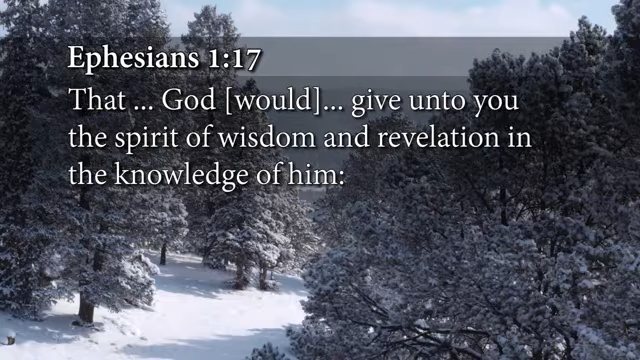 Ephesians 1:17
That ... God [would]... give unto you
the spirit of wisdom and revelation in
the knowledge of him: